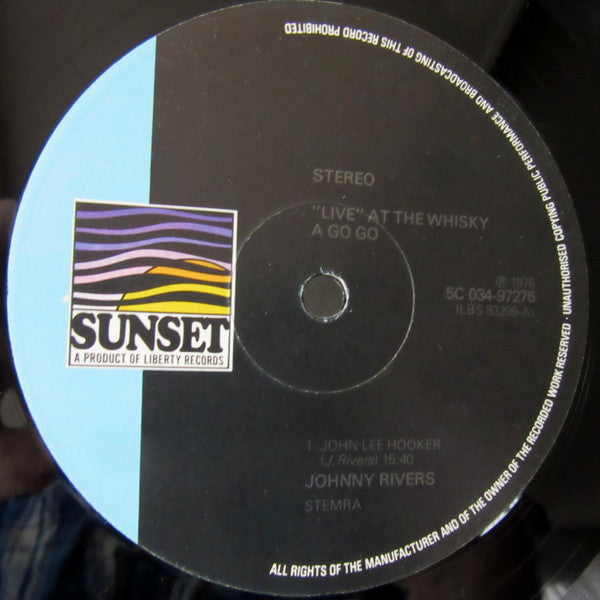 STEREO
"LIVE" AT THE WHISKY
A GO GO
℗ 1976
5C 034-97276
(LBS 83269-A)
SUNSET
A PRODUCT OF LIBERTY RECORDS
1. JOHN LEE HOOKER
(J. Rivers) 15:40
JOHNNY RIVERS
STEMRA
ALL RIGHTS OF THE MANUFACTURER AND OF THE OWNER OF THE RECORDED WORK RESERVED · UNAUTHORISED COPYING PUBLIC PERFORMANCE AND BROADCASTING OF THIS RECORD PROHIBITED